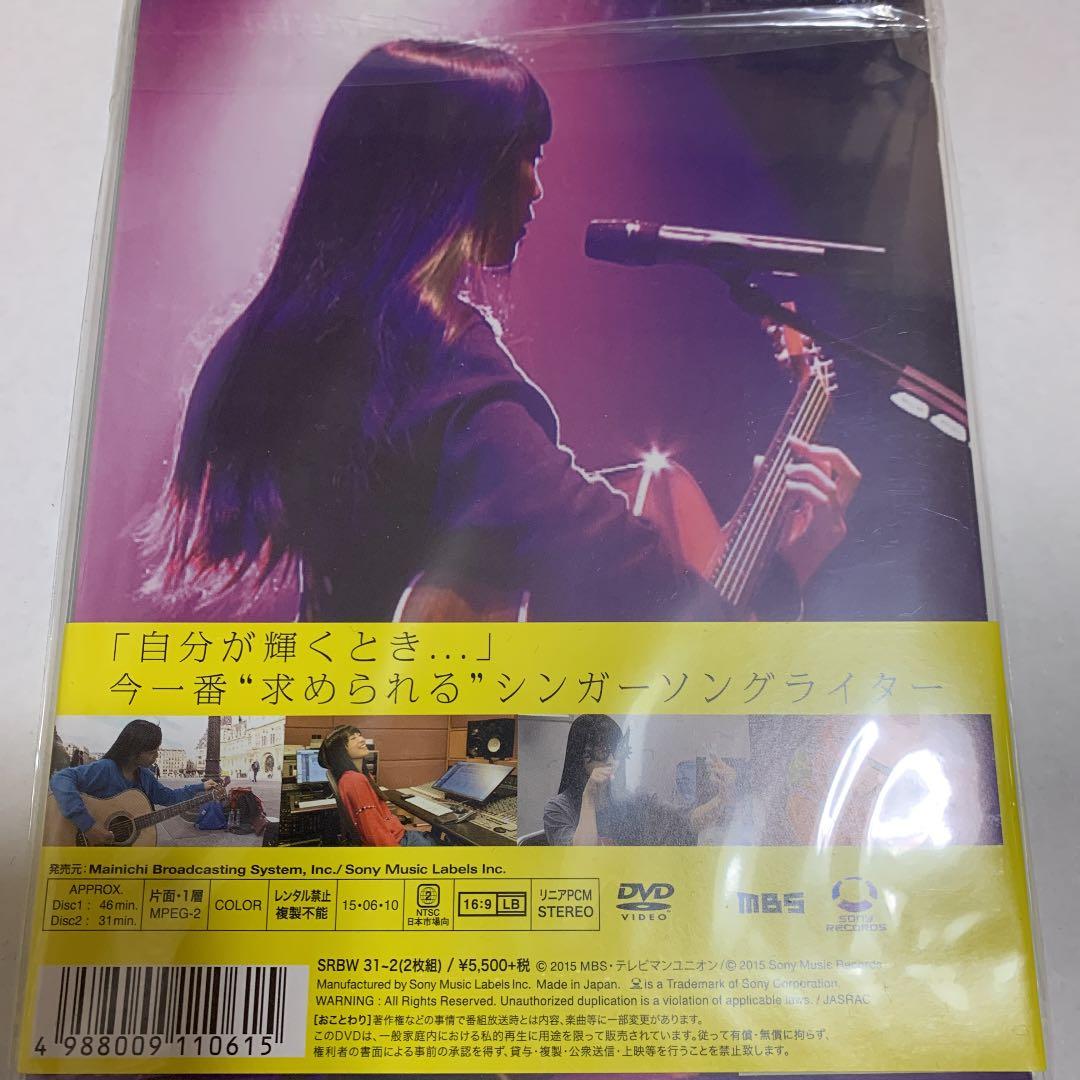 「自分が輝くとき...」
今一番“求められる”シンガーソングライター
発売元：Mainichi Broadcasting System, Inc./ Sony Music Labels Inc.
APPROX.
Disc1： 46min.
Disc2： 31min.
片面・1層
MPEG-2
COLOR
レンタル禁止
複製不能
15・06・10
2
NTSC
日本市場向
16:9 LB
リニアPCM
STEREO
DVD
VIDEO
MBS
SONY
RECORDS
SRBW 31~2(2枚組) / ¥5,500+税 © 2015 MBS・テレビマンユニオン / © 2015 Sony Music Records
Manufactured by Sony Music Labels Inc. Made in Japan. is a Trademark of Sony Corporation.
WARNING : All Rights Reserved. Unauthorized duplication is a violation of applicable laws. / JASRAC
[おことわり]著作権などの事情で番組放送時とは内容、楽曲等に一部変更があります。
このDVDは、一般家庭内における私的再生に用途を限って販売されています。従って有償・無償に拘らず、
権利者の書面による事前の承認を得ず、貸与・複製・公衆送信・上映等を行うことを禁止致します。
4 988009 110615